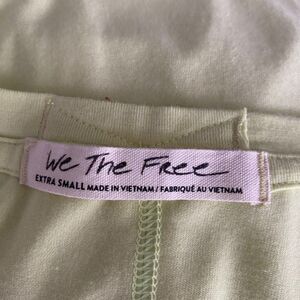 We The Free
EXTRA SMALL MADE IN VIETNAM / FABRIQUÉ AU VIETNAM